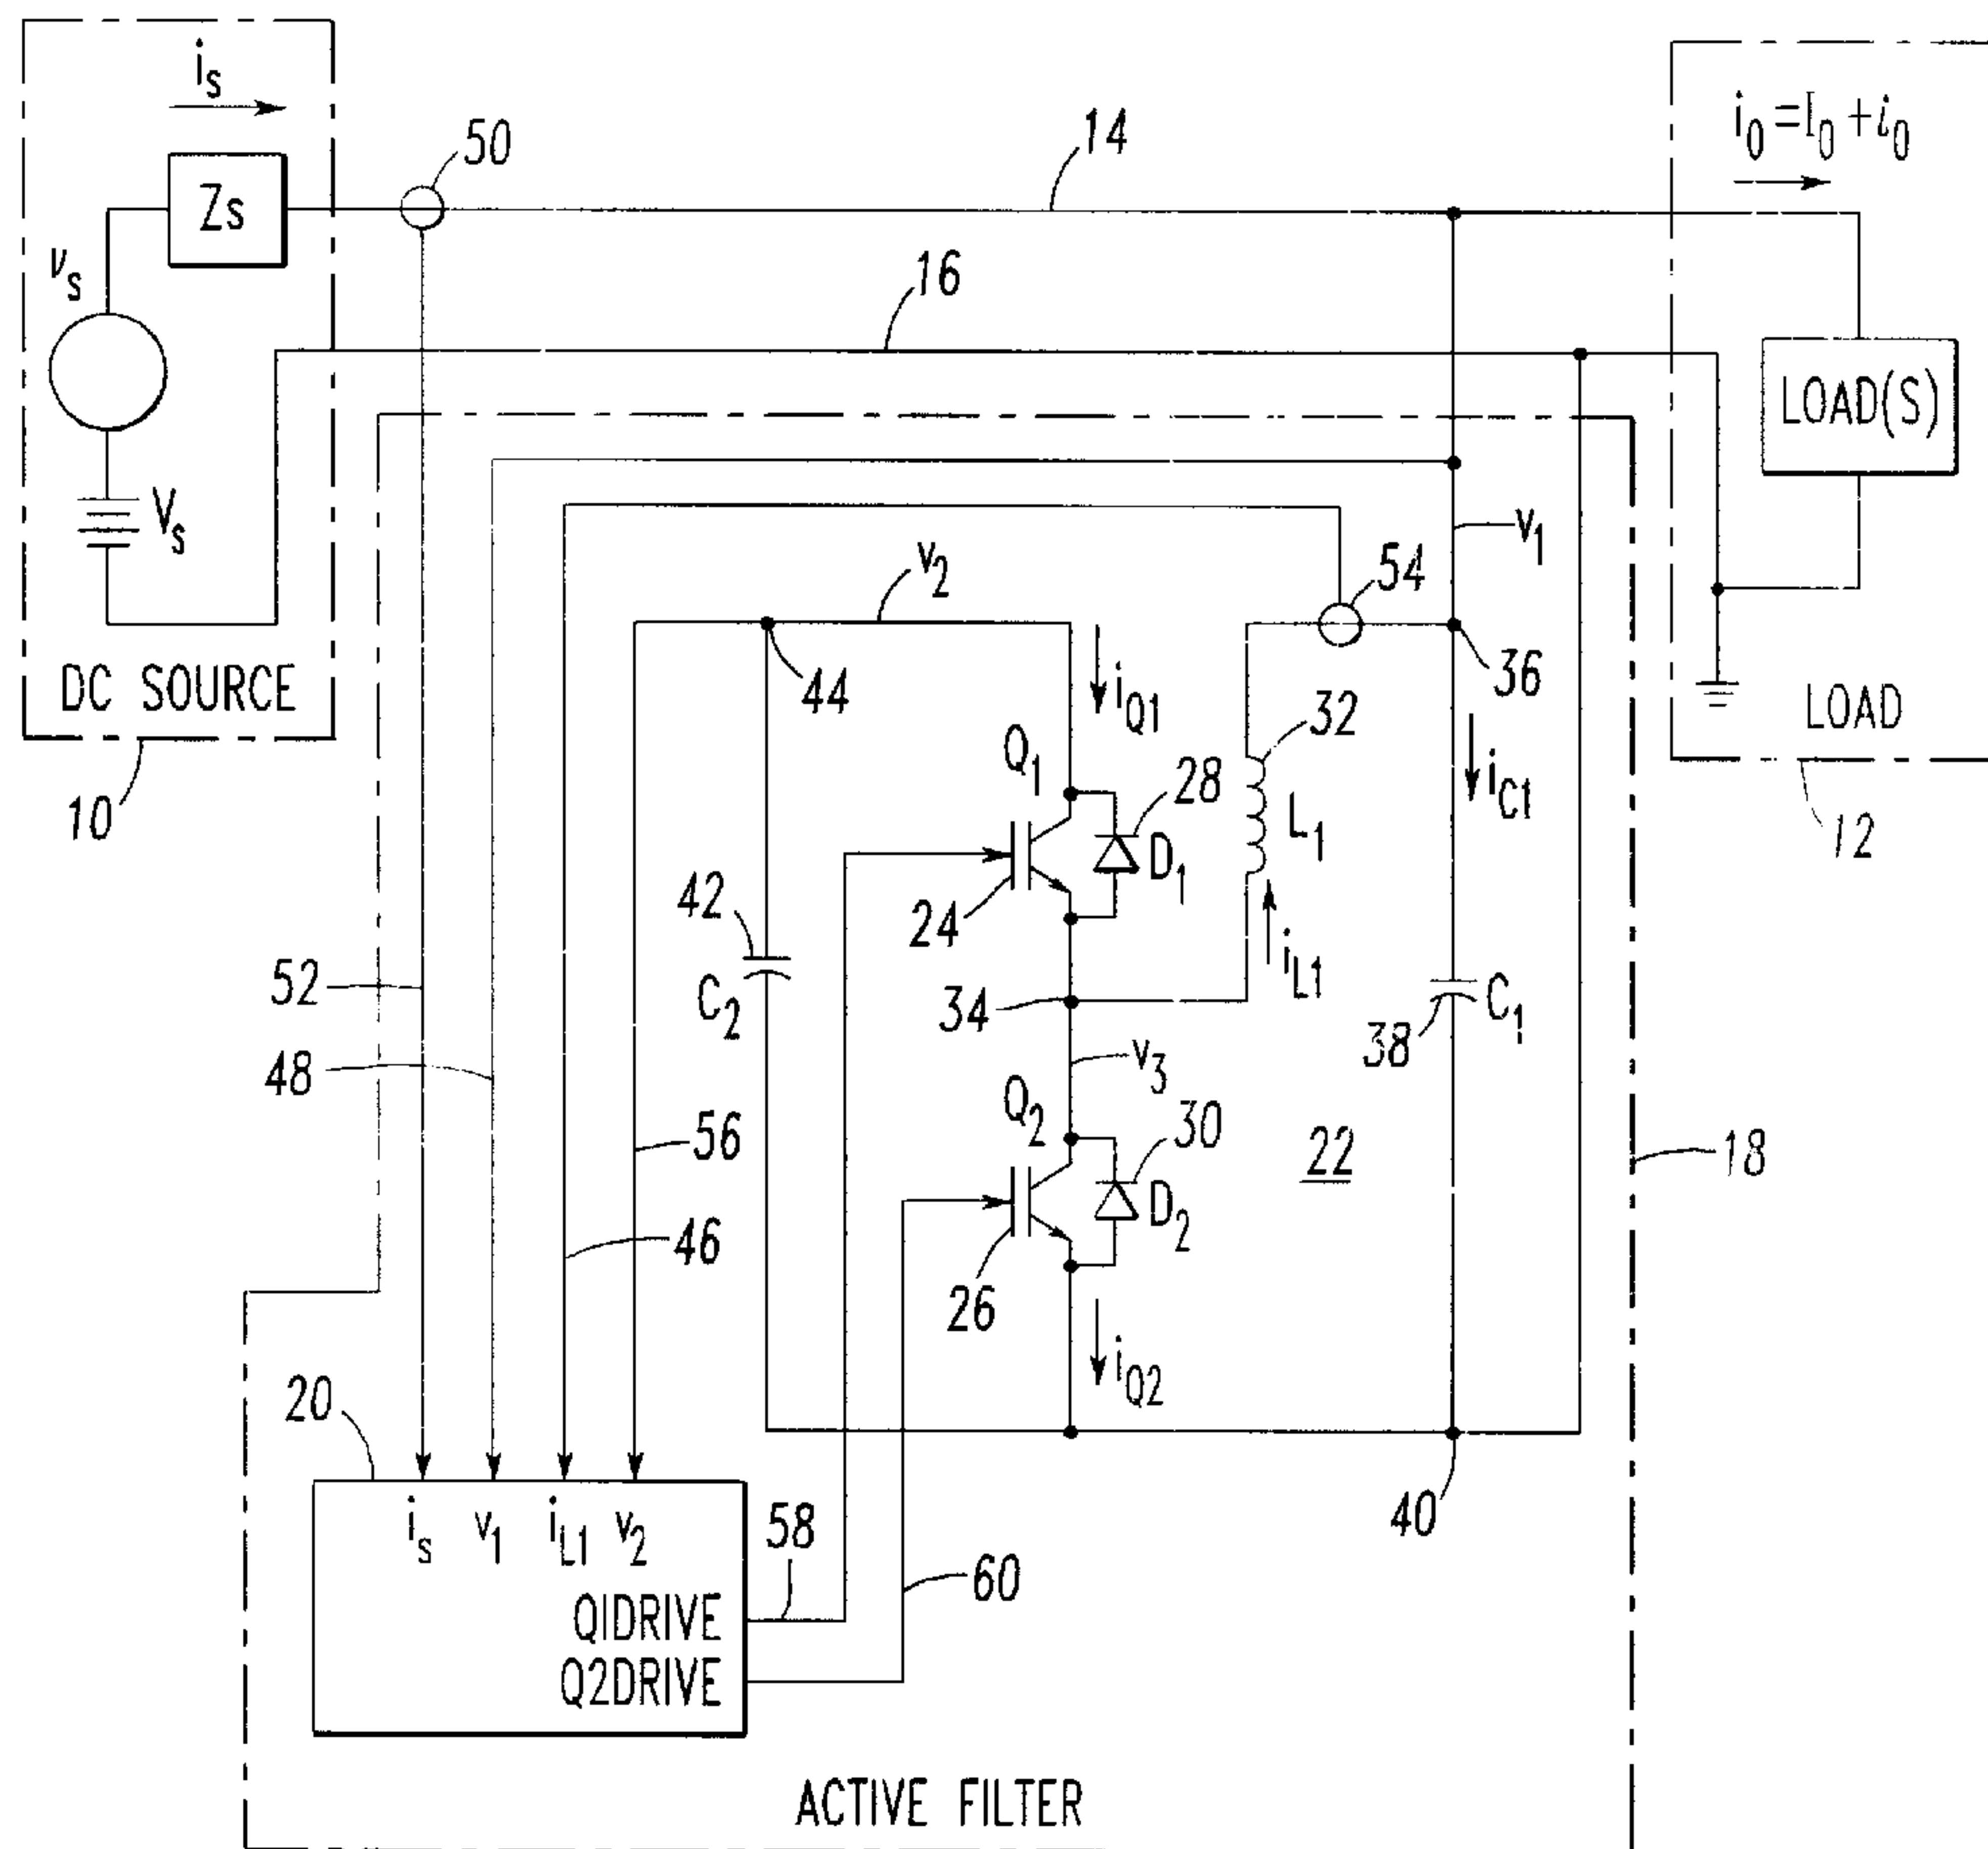 i_s
50
14
i_0 = I_0 + i_0
Zs
v_s
16
LOAD(S)
V_s
v_2
54
v_1
DC SOURCE
44
i_Q1
32
36
LOAD
10
Q_1
28
i_C1
12
D_1
L_1
24
42
52
C_2
34
i_L1
C_1
38
48
v_3
Q_2
56
30
22
18
D_2
46
26
i_Q2
20
40
i_s v_1 i_L1 v_2
58
60
Q1DRIVE
Q2DRIVE
ACTIVE FILTER